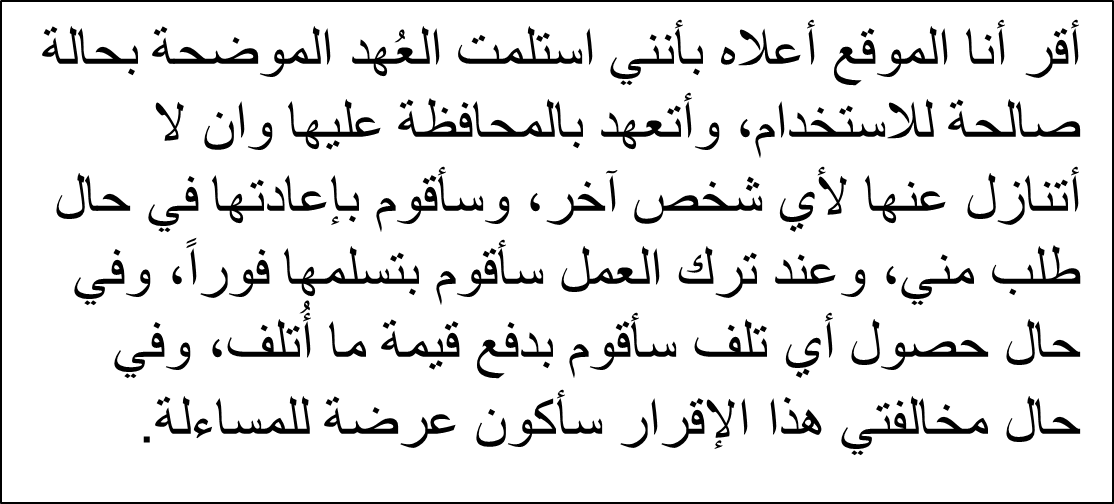 أقر أنا الموقع أعلاه بأنني استلمت العُهد الموضحة بحالة
صالحة للاستخدام، وأتعهد بالمحافظة عليها وان لا
أتنازل عنها لأي شخص آخر، وسأقوم بإعادتها في حال
طلب مني، وعند ترك العمل سأقوم بتسلمها فوراً، وفي
حال حصول أي تلف سأقوم بدفع قيمة ما أُتلف، وفي
حال مخالفتي هذا الإقرار سأكون عرضة للمساءلة.